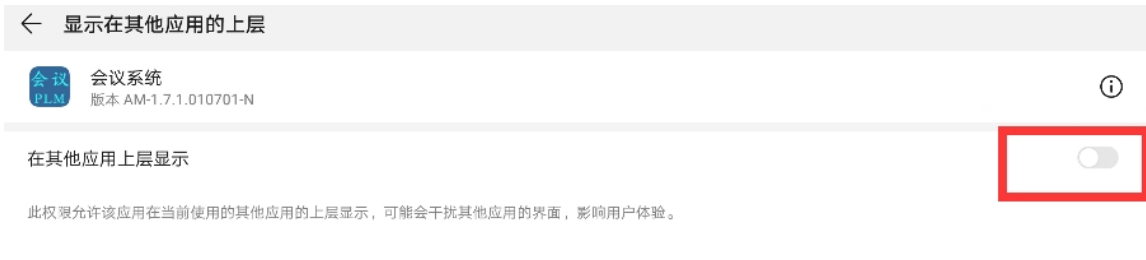 显示在其他应用的上层
会议
PLM
会议系统
版本 AM-1.7.1.010701-N
在其他应用上层显示
此权限允许该应用在当前使用的其他应用的上层显示，可能会干扰其他应用的界面，影响用户体验。